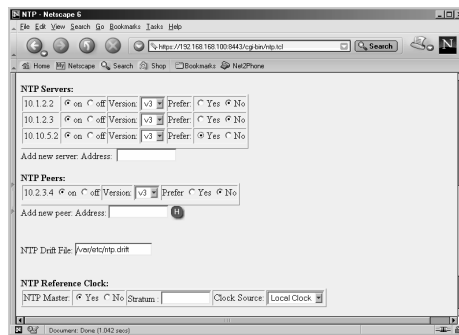 NTP - Netscape 6
File Edit View Search Go Bookmarks Tasks Help
https://192.168.168.100:8443/cgi-bin/ntp.tcl Search N
Home Netscape Search Shop Bookmarks Net2Phone
NTP Servers:
10.1.2.2 on off Version: v3 Prefer: Yes No
10.1.2.3 on off Version: v3 Prefer: Yes No
10.10.5.2 on off Version: v3 Prefer: Yes No
Add new server: Address:
NTP Peers:
10.2.3.4 on off Version: v3 Prefer Yes No
Add new peer: Address: H
NTP Drift File: /var/etc/ntp.drift
NTP Reference Clock:
NTP Master: Yes No Stratum : Clock Source: Local Clock
Document: Done (1.042 secs)